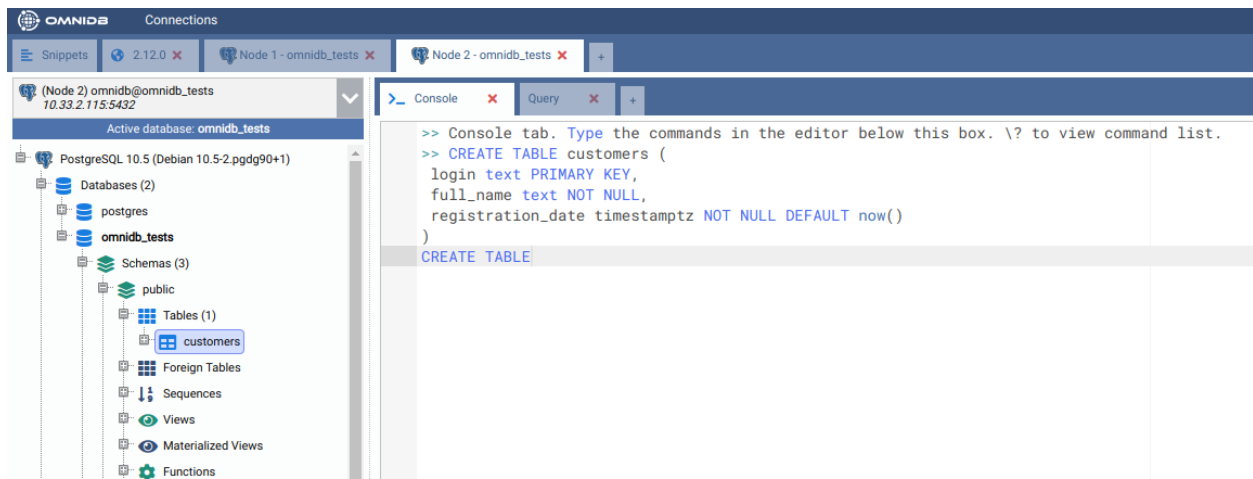 OMNIDB Connections
Snippets 2.12.0 Node 1 - omnidb_tests Node 2 - omnidb_tests +
(Node 2) omnidb@omnidb_tests
10.33.2.115:5432
Active database: omnidb_tests
PostgreSQL 10.5 (Debian 10.5-2.pgdg90+1)
Databases (2)
postgres
omnidb_tests
Schemas (3)
public
Tables (1)
customers
Foreign Tables
Sequences
Views
Materialized Views
Functions
Console Query +
>> Console tab. Type the commands in the editor below this box. \? to view command list.
>> CREATE TABLE customers (
login text PRIMARY KEY,
full_name text NOT NULL,
registration_date timestamptz NOT NULL DEFAULT now()
)
CREATE TABLE